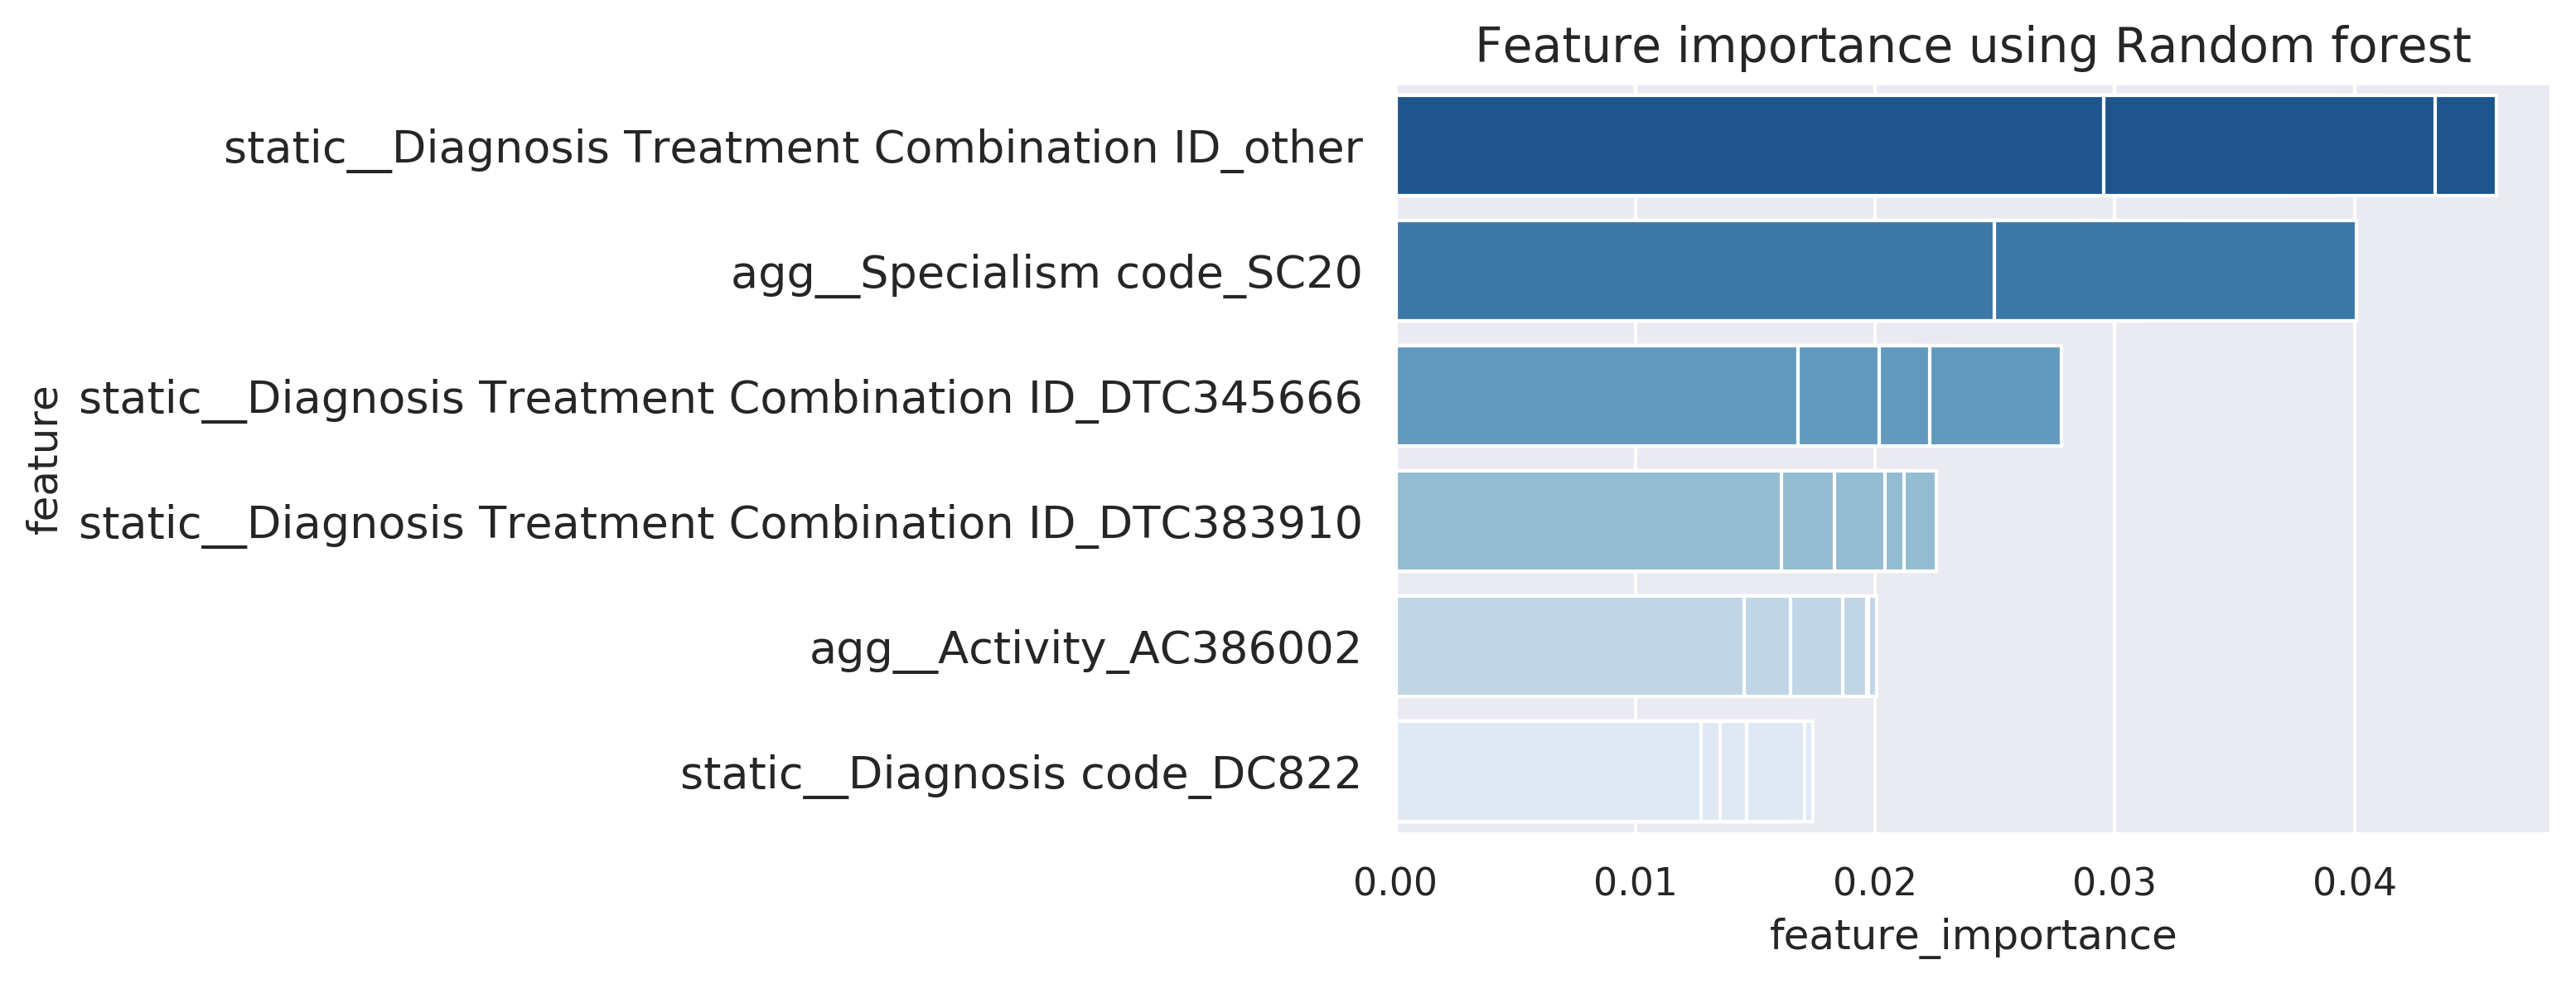 Feature importance using Random forest
feature
static__Diagnosis Treatment Combination ID_other
agg__Specialism code_SC20
static__Diagnosis Treatment Combination ID_DTC345666
static__Diagnosis Treatment Combination ID_DTC383910
agg__Activity_AC386002
static__Diagnosis code_DC822
0.00 0.01 0.02 0.03 0.04
feature_importance